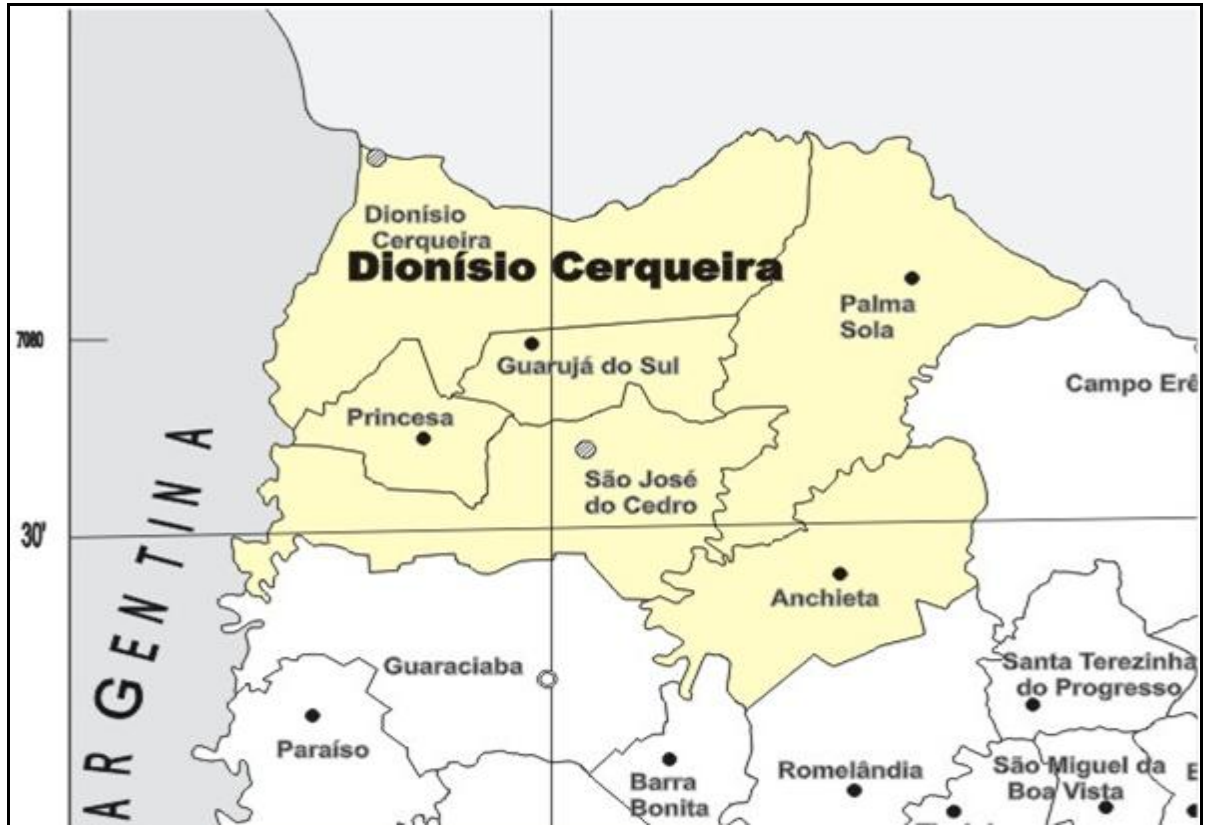 Dionísio
Cerqueira
Dionísio Cerqueira
Palma
Sola
7080
Guarujá do Sul
Campo Erê
Princesa
São José
do Cedro
30'
ARGENTINA
Anchieta
Guaraciaba
Santa Terezinha
do Progresso
Paraíso
Romelândia
São Miguel da
Boa Vista
Barra
Bonita